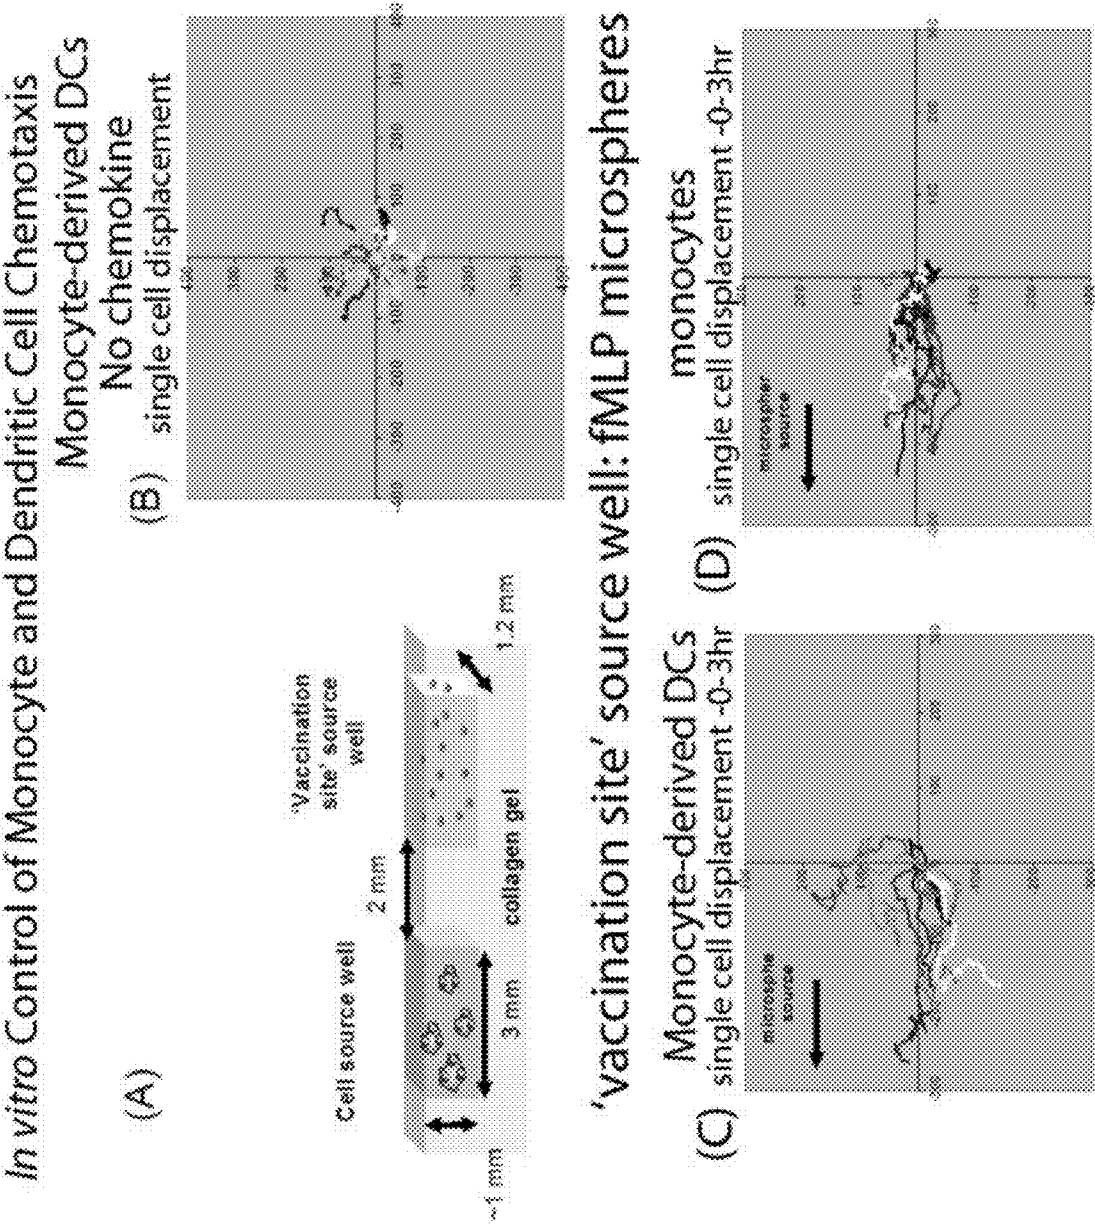 In vitro Control of Monocyte and Dendritic Cell Chemotaxis
(A)
Cell source well
2 mm
'Vaccination
site' source
well
~1 mm
3 mm
collagen gel
1.2 mm
(B)
Monocyte-derived DCs
No chemokine
single cell displacement
'vaccination site' source well: fMLP microspheres
(C)
Monocyte-derived DCs
single cell displacement -0-3hr
microsphe
source
(D)
monocytes
single cell displacement -0-3hr
microspher
source